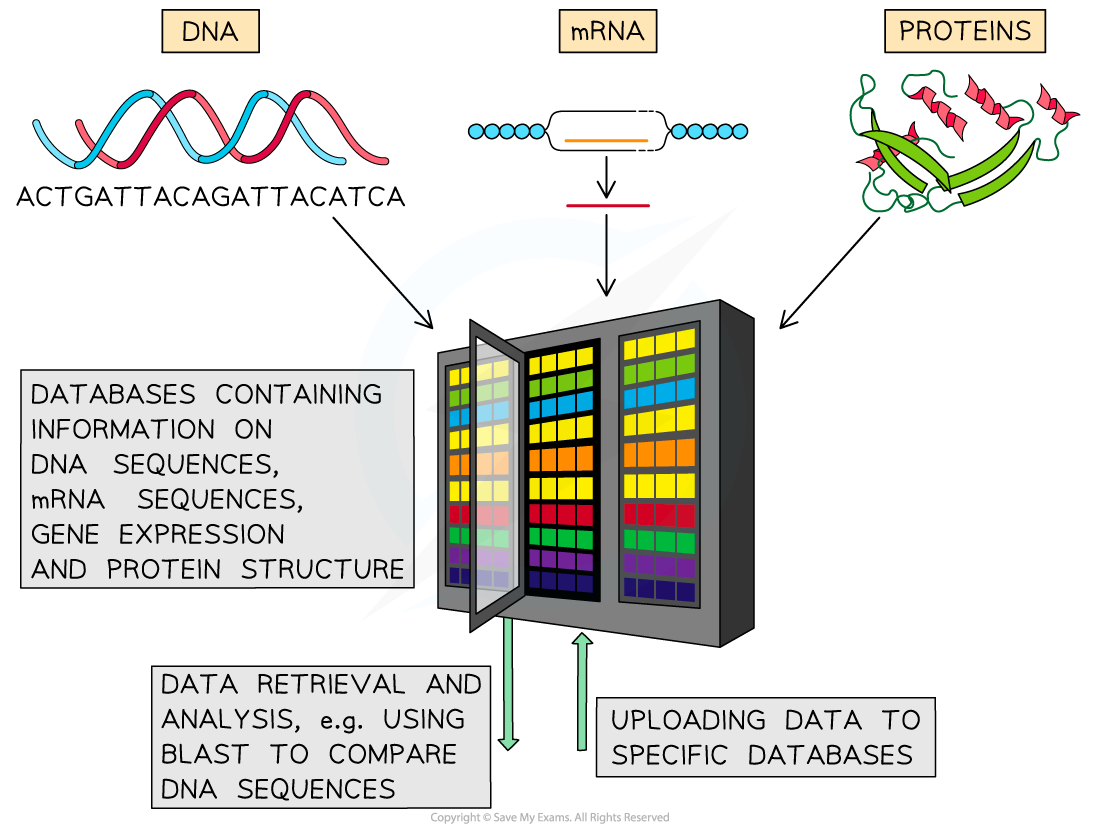 DNA
mRNA
PROTEINS
ACTGATTACAGATTACATCA
DATABASES CONTAINING
INFORMATION ON
DNA SEQUENCES,
mRNA SEQUENCES,
GENE EXPRESSION
AND PROTEIN STRUCTURE
DATA RETRIEVAL AND
ANALYSIS, e.g. USING
BLAST TO COMPARE
DNA SEQUENCES
UPLOADING DATA TO
SPECIFIC DATABASES
Copyright © Save My Exams. All Rights Reserved